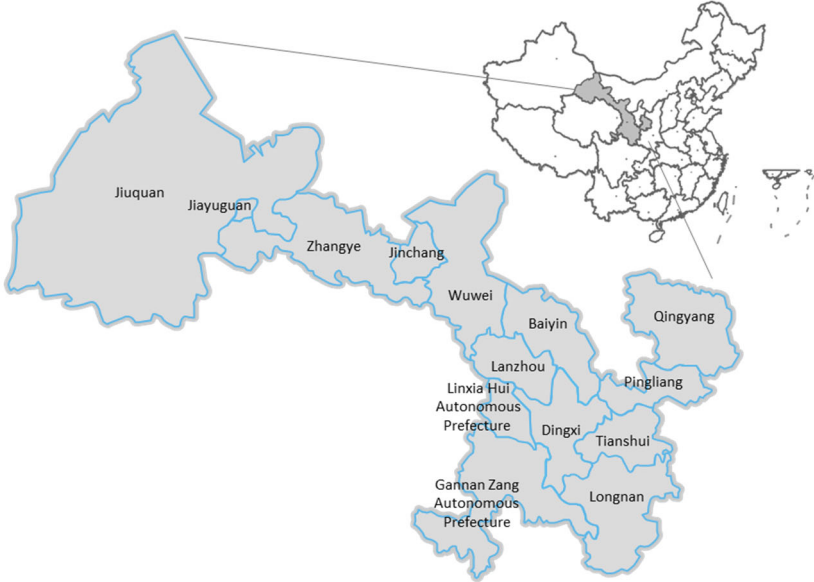 Jiuquan
Jiayuguan
Zhangye
Jinchang
Wuwei
Baiyin
Qingyang
Lanzhou
Pingliang
Linxia Hui
Autonomous
Prefecture
Dingxi
Tianshui
Gannan Zang
Autonomous
Prefecture
Longnan